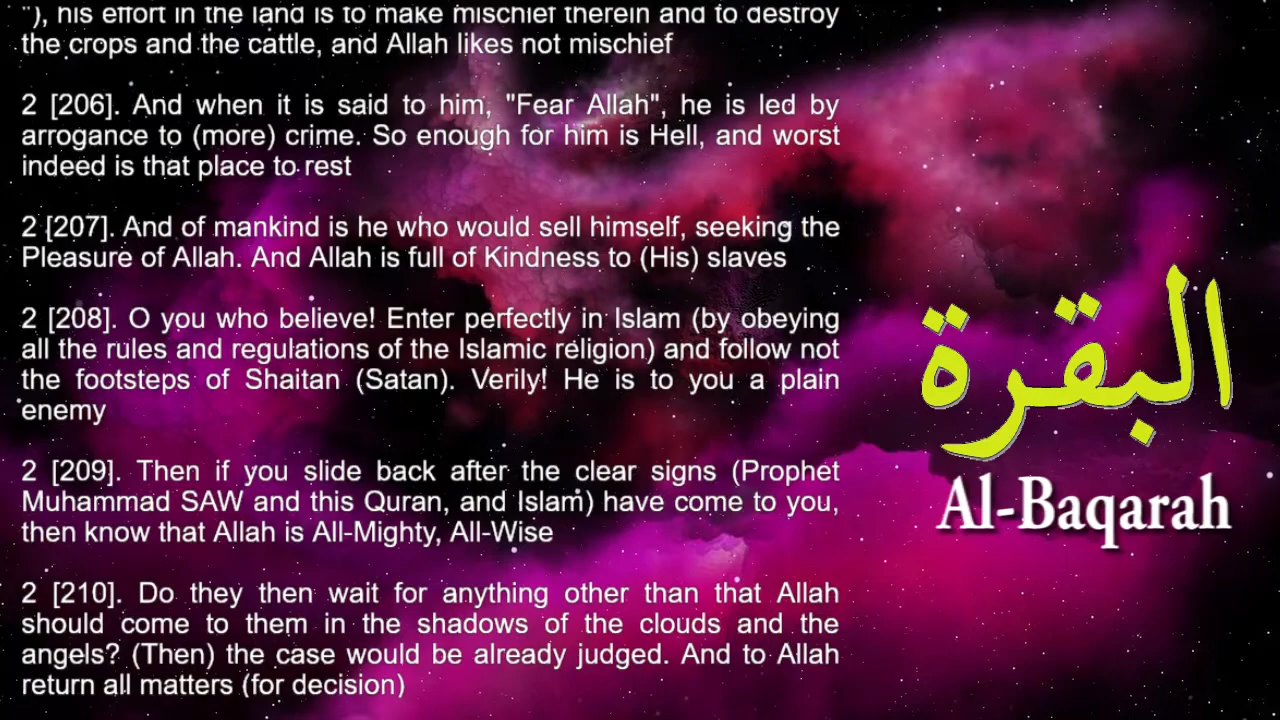 "), his effort in the land is to make mischief therein and to destroy
the crops and the cattle, and Allah likes not mischief
2 [206]. And when it is said to him, "Fear Allah", he is led by
arrogance to (more) crime. So enough for him is Hell, and worst
indeed is that place to rest
2 [207]. And of mankind is he who would sell himself, seeking the
Pleasure of Allah. And Allah is full of Kindness to (His) slaves
2 [208]. O you who believe! Enter perfectly in Islam (by obeying
all the rules and regulations of the Islamic religion) and follow not
the footsteps of Shaitan (Satan). Verily! He is to you a plain
enemy
2 [209]. Then if you slide back after the clear signs (Prophet
Muhammad SAW and this Quran, and Islam) have come to you,
then know that Allah is All-Mighty, All-Wise
2 [210]. Do they then wait for anything other than that Allah
should come to them in the shadows of the clouds and the
angels? (Then) the case would be already judged. And to Allah
return all matters (for decision)
البقرة
Al-Baqarah